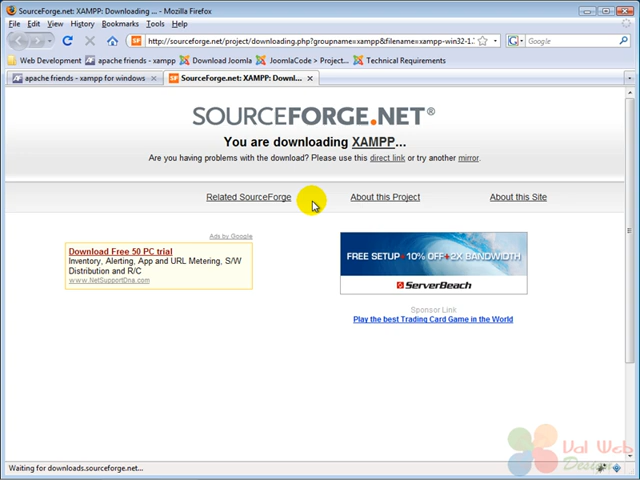 SourceForge.net: XAMPP: Downloading ... - Mozilla Firefox
File Edit View History Bookmarks Tools Help
http://sourceforge.net/project/downloading.php?groupname=xampp&filename=xampp-win32-1.
Google
Web Development apache friends - xampp Download Joomla JoomlaCode > Project... Technical Requirements
apache friends - xampp for windows
SourceForge.net: XAMPP: Downl...
SOURCEFORGE.NET®
You are downloading XAMPP...
Are you having problems with the download? Please use this direct link or try another mirror.
Related SourceForge
About this Project
About this Site
Ads by Google
Download Free 50 PC trial
Inventory, Alerting, App and URL Metering, S/W
Distribution and R/C
www.NetSupportDna.com
FREE SETUP+10% OFF+2X BANDWIDTH
ServerBeach
Sponsor Link
Play the best Trading Card Game in the World
Val Web
Design
Waiting for downloads.sourceforge.net...